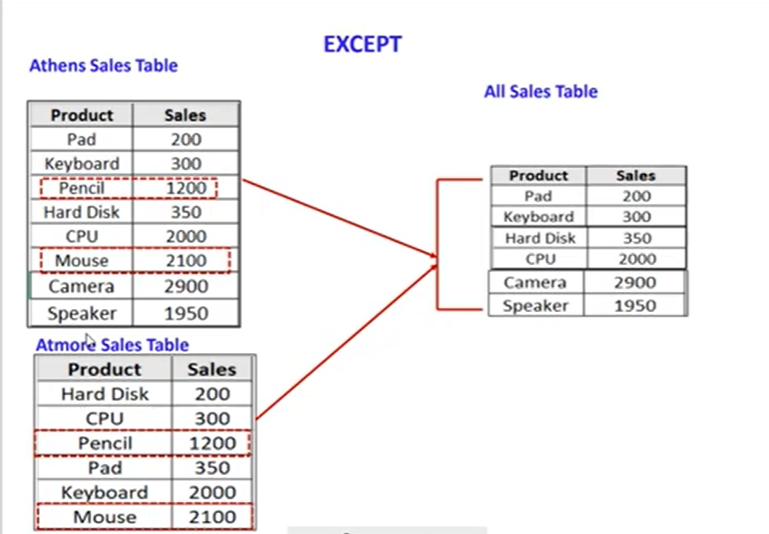 EXCEPT
Athens Sales Table
Product Sales
Pad 200
Keyboard 300
Pencil 1200
Hard Disk 350
CPU 2000
Mouse 2100
Camera 2900
Speaker 1950
Atmore Sales Table
Product Sales
Hard Disk 200
CPU 300
Pencil 1200
Pad 350
Keyboard 2000
Mouse 2100
All Sales Table
Product Sales
Pad 200
Keyboard 300
Hard Disk 350
CPU 2000
Camera 2900
Speaker 1950